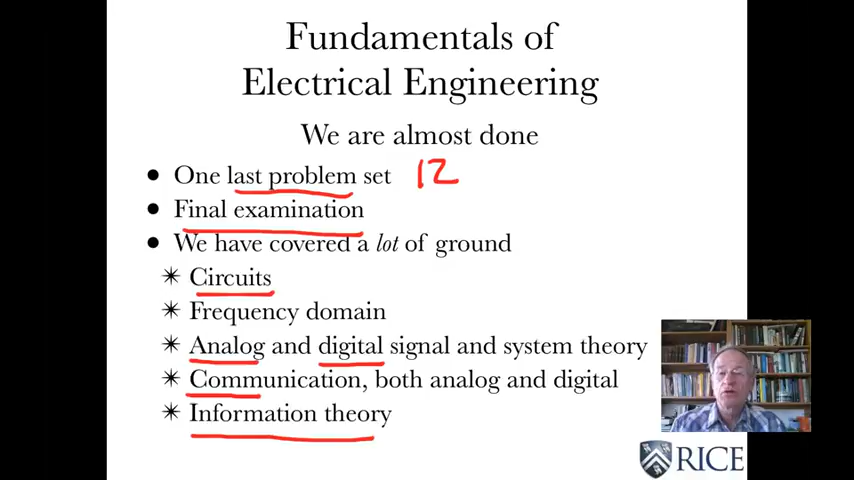 Fundamentals of
Electrical Engineering
We are almost done
• One last problem set 12
• Final examination
• We have covered a lot of ground
✴ Circuits
✴ Frequency domain
✴ Analog and digital signal and system theory
✴ Communication, both analog and digital
✴ Information theory
RICE